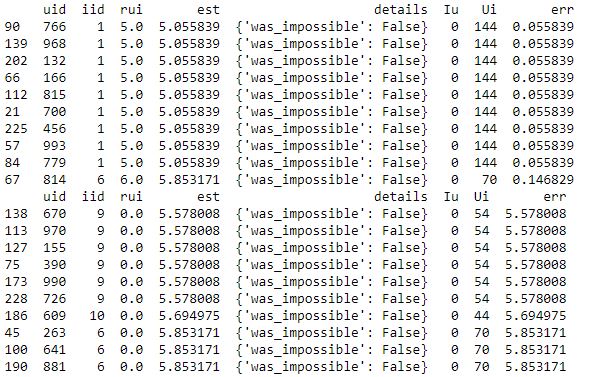 uid iid rui est details Iu Ui err
90 766 1 5.0 5.055839 {'was_impossible': False} 0 144 0.055839
139 968 1 5.0 5.055839 {'was_impossible': False} 0 144 0.055839
202 132 1 5.0 5.055839 {'was_impossible': False} 0 144 0.055839
66 166 1 5.0 5.055839 {'was_impossible': False} 0 144 0.055839
112 815 1 5.0 5.055839 {'was_impossible': False} 0 144 0.055839
21 700 1 5.0 5.055839 {'was_impossible': False} 0 144 0.055839
225 456 1 5.0 5.055839 {'was_impossible': False} 0 144 0.055839
57 993 1 5.0 5.055839 {'was_impossible': False} 0 144 0.055839
84 779 1 5.0 5.055839 {'was_impossible': False} 0 144 0.055839
67 814 6 6.0 5.853171 {'was_impossible': False} 0 70 0.146829
uid iid rui est details Iu Ui err
138 670 9 0.0 5.578008 {'was_impossible': False} 0 54 5.578008
113 970 9 0.0 5.578008 {'was_impossible': False} 0 54 5.578008
127 155 9 0.0 5.578008 {'was_impossible': False} 0 54 5.578008
75 390 9 0.0 5.578008 {'was_impossible': False} 0 54 5.578008
173 990 9 0.0 5.578008 {'was_impossible': False} 0 54 5.578008
228 726 9 0.0 5.578008 {'was_impossible': False} 0 54 5.578008
186 609 10 0.0 5.694975 {'was_impossible': False} 0 44 5.694975
45 263 6 0.0 5.853171 {'was_impossible': False} 0 70 5.853171
100 641 6 0.0 5.853171 {'was_impossible': False} 0 70 5.853171
190 881 6 0.0 5.853171 {'was_impossible': False} 0 70 5.853171